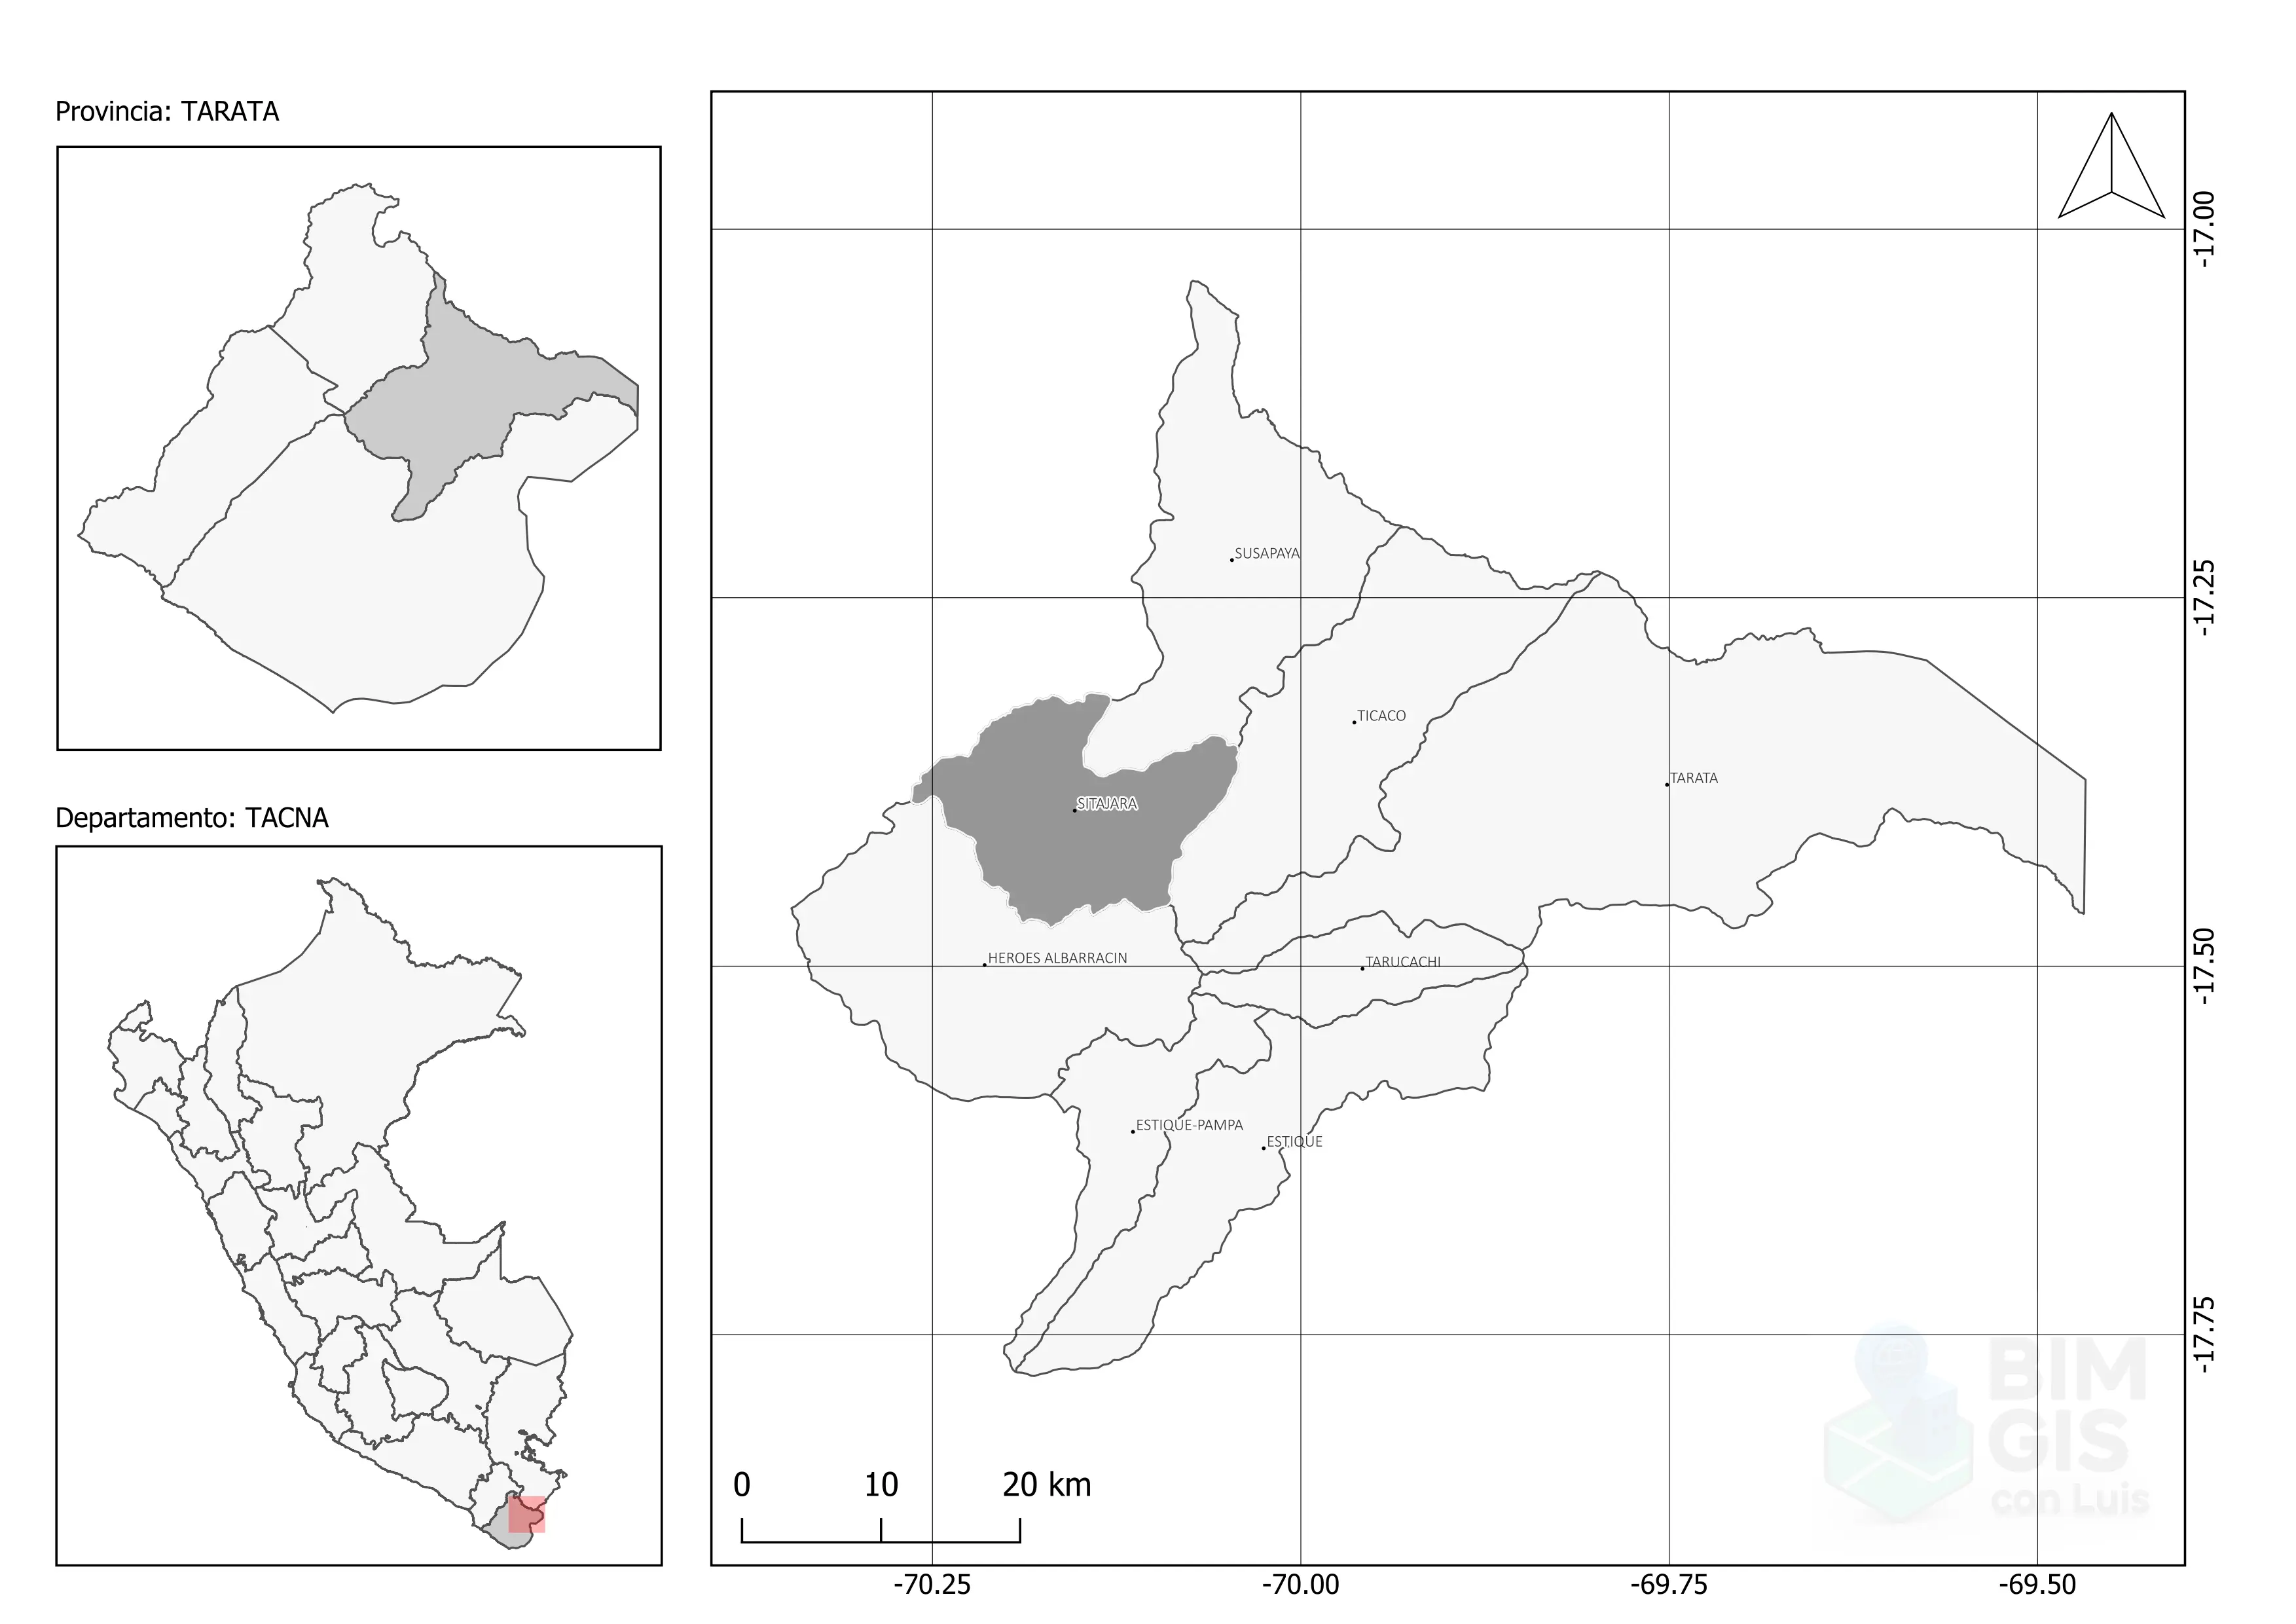 Provincia: TARATA
Departamento: TACNA
SUSAPAYA
TICACO
TARATA
SITAJARA
HEROES ALBARRACIN
TARUCACHI
ESTIQUE-PAMPA
ESTIQUE
0 10 20 km
-17.00
-17.25
-17.50
-17.75
-70.25 -70.00 -69.75 -69.50
BIM
GIS
con Luis